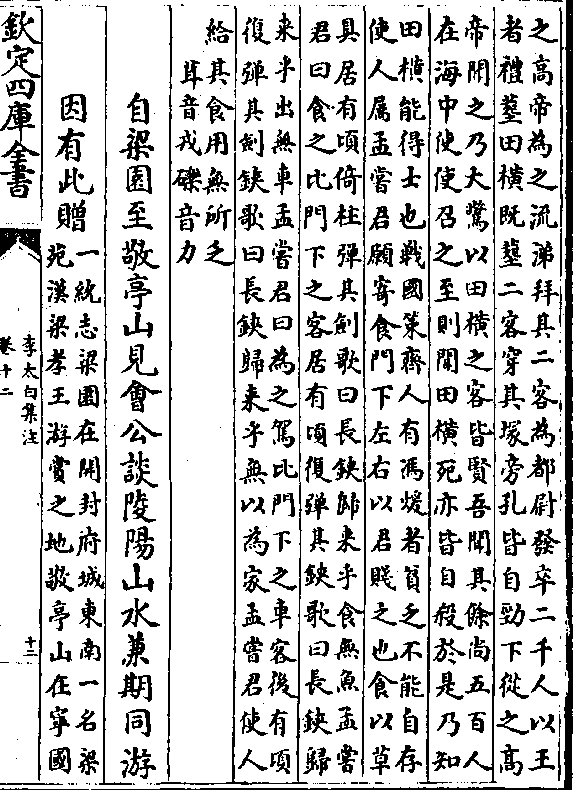 之高帝為之流涕拜其二客為都尉發卒二千人以王
者禮葬田橫既葬二客穿其塚旁孔皆自剄下從之高
帝聞之乃大驚以田橫之客皆賢吾聞其餘尚五百人
在海中使使召之至則聞田橫死亦皆自殺於是乃知
田橫能得士也戰國策齊人有馮煖者貧乏不能自存
使人屬孟嘗君願寄食門下左右以君賤之也食以草
具居有頃倚柱彈其劍歌曰長鋏歸来乎食無魚孟嘗
君曰食之比門下之客居有頃復彈其鋏歌曰長鋏歸
来乎出無車孟嘗君曰為之駕比門下之車客後有頃
復彈其劍鋏歌曰長鋏歸来乎無以為家孟嘗君使人
給其食用無所乏
耳音戎礫音力
自梁園至敬亭山見會公談陵陽山水兼期同游
因有此贈
一統志梁園在開封府城東南一名梁
苑漢梁孝王游賞之地敬亭山在寧國
欽定四庫全書
李太白集注
卷十二
十二